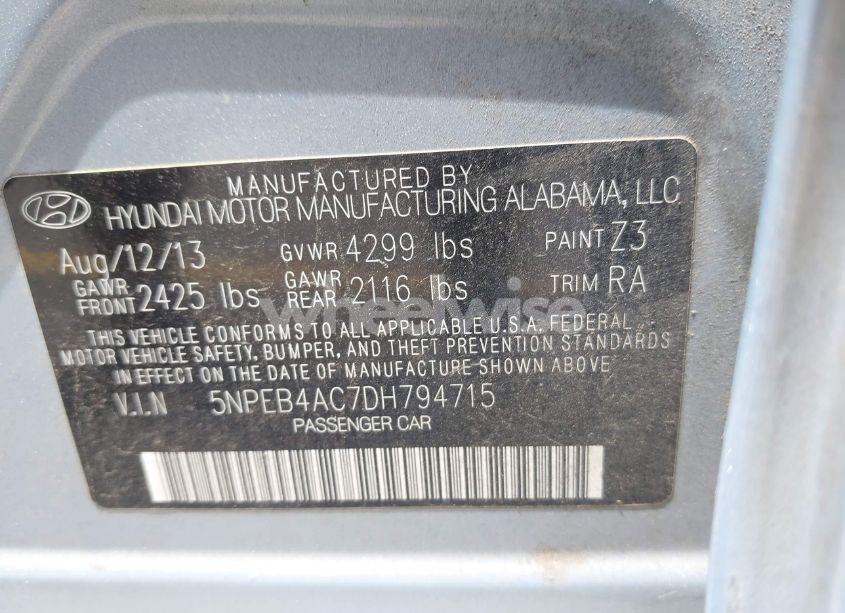 MANUFACTURED BY
HYUNDAI MOTOR MANUFACTURING ALABAMA, LLC
Aug/12/13 GVWR 4299 lbs PAINT Z3
GAWR FRONT 2425 lbs GAWR REAR 2116 lbs TRIM RA
wheelwise
THIS VEHICLE CONFORMS TO ALL APPLICABLE U.S.A. FEDERAL
MOTOR VEHICLE SAFETY, BUMPER, AND THEFT PREVENTION STANDARDS
IN EFFECT ON THE DATE OF MANUFACTURE SHOWN ABOVE
V.I.N 5NPEB4AC7DH794715
PASSENGER CAR